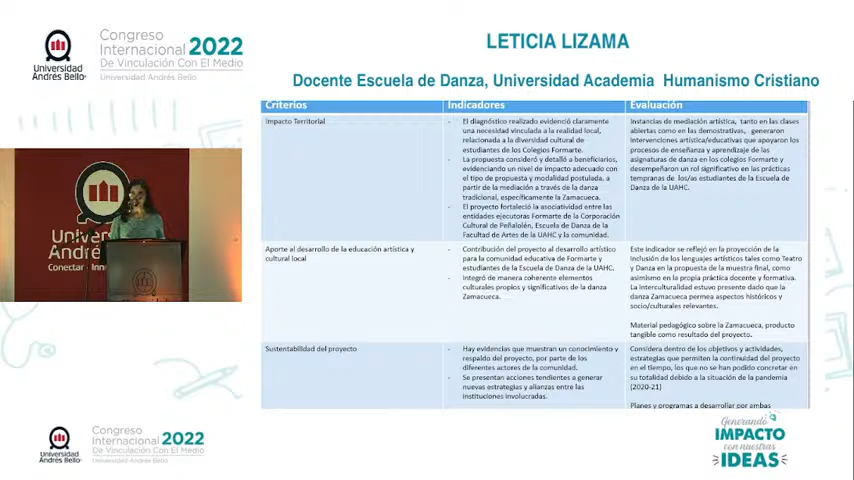 Universidad
Andrés Bello
Congreso
Internacional 2022
De Vinculación Con El Medio
Universidad Andrés Bello
LETICIA LIZAMA
Docente Escuela de Danza, Universidad Academia Humanismo Cristiano
Criterios
Indicadores
Evaluación
Impacto Territorial
- El diagnóstico realizado evidenció claramente
una necesidad vinculada a la realidad local,
relacionada a la diversidad cultural de
estudiantes de los Colegios Formarte.
- La propuesta consideró y detalló a beneficiarios,
evidenciando un nivel de impacto adecuado con
el tipo de propuesta y modalidad postulada, a
partir de la mediación a través de la danza
tradicional, específicamente la Zamacueca.
- El proyecto fortaleció la asociatividad entre las
entidades ejecutoras Formarte de la Corporación
Cultural de Peñalolén, Escuela de Danza de la
Facultad de Artes de la UAHC y la comunidad.
Instancias de mediación artística, tanto en las clases
abiertas como en las demostrativas, generaron
intervenciones artística/educativas que apoyaron los
procesos de enseñanza y aprendizaje de las
asignaturas de danza en los colegios Formarte y
desempeñaron un rol significativo en las prácticas
tempranas de los/as estudiantes de la Escuela de
Danza de la UAHC.
Aporte al desarrollo de la educación artística y
cultural local
- Contribución del proyecto al desarrollo artístico
para la comunidad educativa de Formarte y
estudiantes de la Escuela de Danza de la UAHC.
- Integró de manera coherente elementos
culturales propios y significativos de la danza
Zamacueca.
Este indicador se reflejó en la proyección de la
inclusión de los lenguajes artísticos tales como Teatro
y Danza en la propuesta de la muestra final, como
asimismo en la propia práctica docente y formativa.
La interculturalidad estuvo presente dado que la
danza Zamacueca permea aspectos históricos y
socio/culturales relevantes.
Material pedagógico sobre la Zamacueca, producto
tangible como resultado del proyecto.
Sustentabilidad del proyecto
- Hay evidencias que muestran un conocimiento y
respaldo del proyecto, por parte de los
diferentes actores de la comunidad.
- Se presentan acciones tendientes a generar
nuevas estrategias y alianzas entre las
instituciones involucradas.
Considera dentro de los objetivos y actividades,
estrategias que permiten la continuidad del proyecto
en el tiempo, los que no se han podido concretar en
su totalidad debido a la situación de la pandemia
(2020-21)
Planes y programas a desarrollar por ambas
Conectar
Universidad
Andrés Bello
Congreso
Internacional 2022
De Vinculación Con El Medio
Universidad Andrés Bello
Generando
IMPACTO
con nuestras
IDEAS